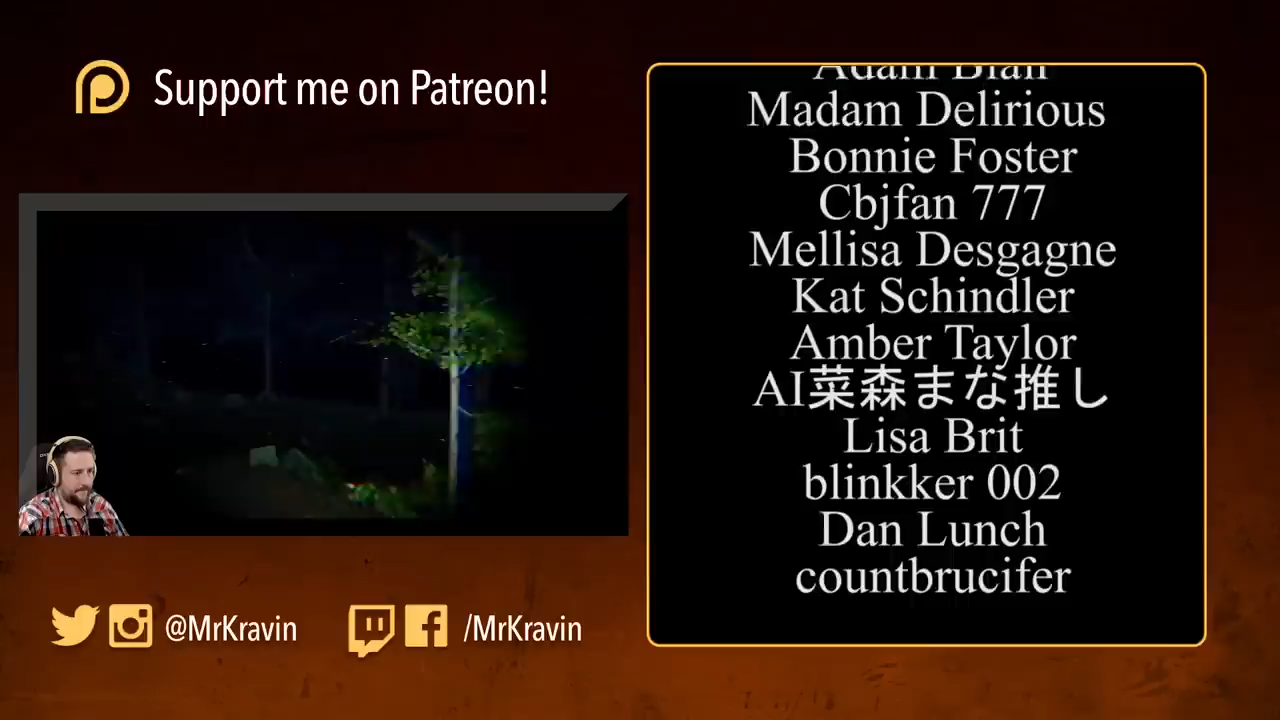 Support me on Patreon!
Madam Delirious
Bonnie Foster
Cbjfan 777
Mellisa Desgagne
Kat Schindler
Amber Taylor
AI菜森まな推し
Lisa Brit
blinkker 002
Dan Lunch
countbrucifer
@MrKravin
/MrKravin